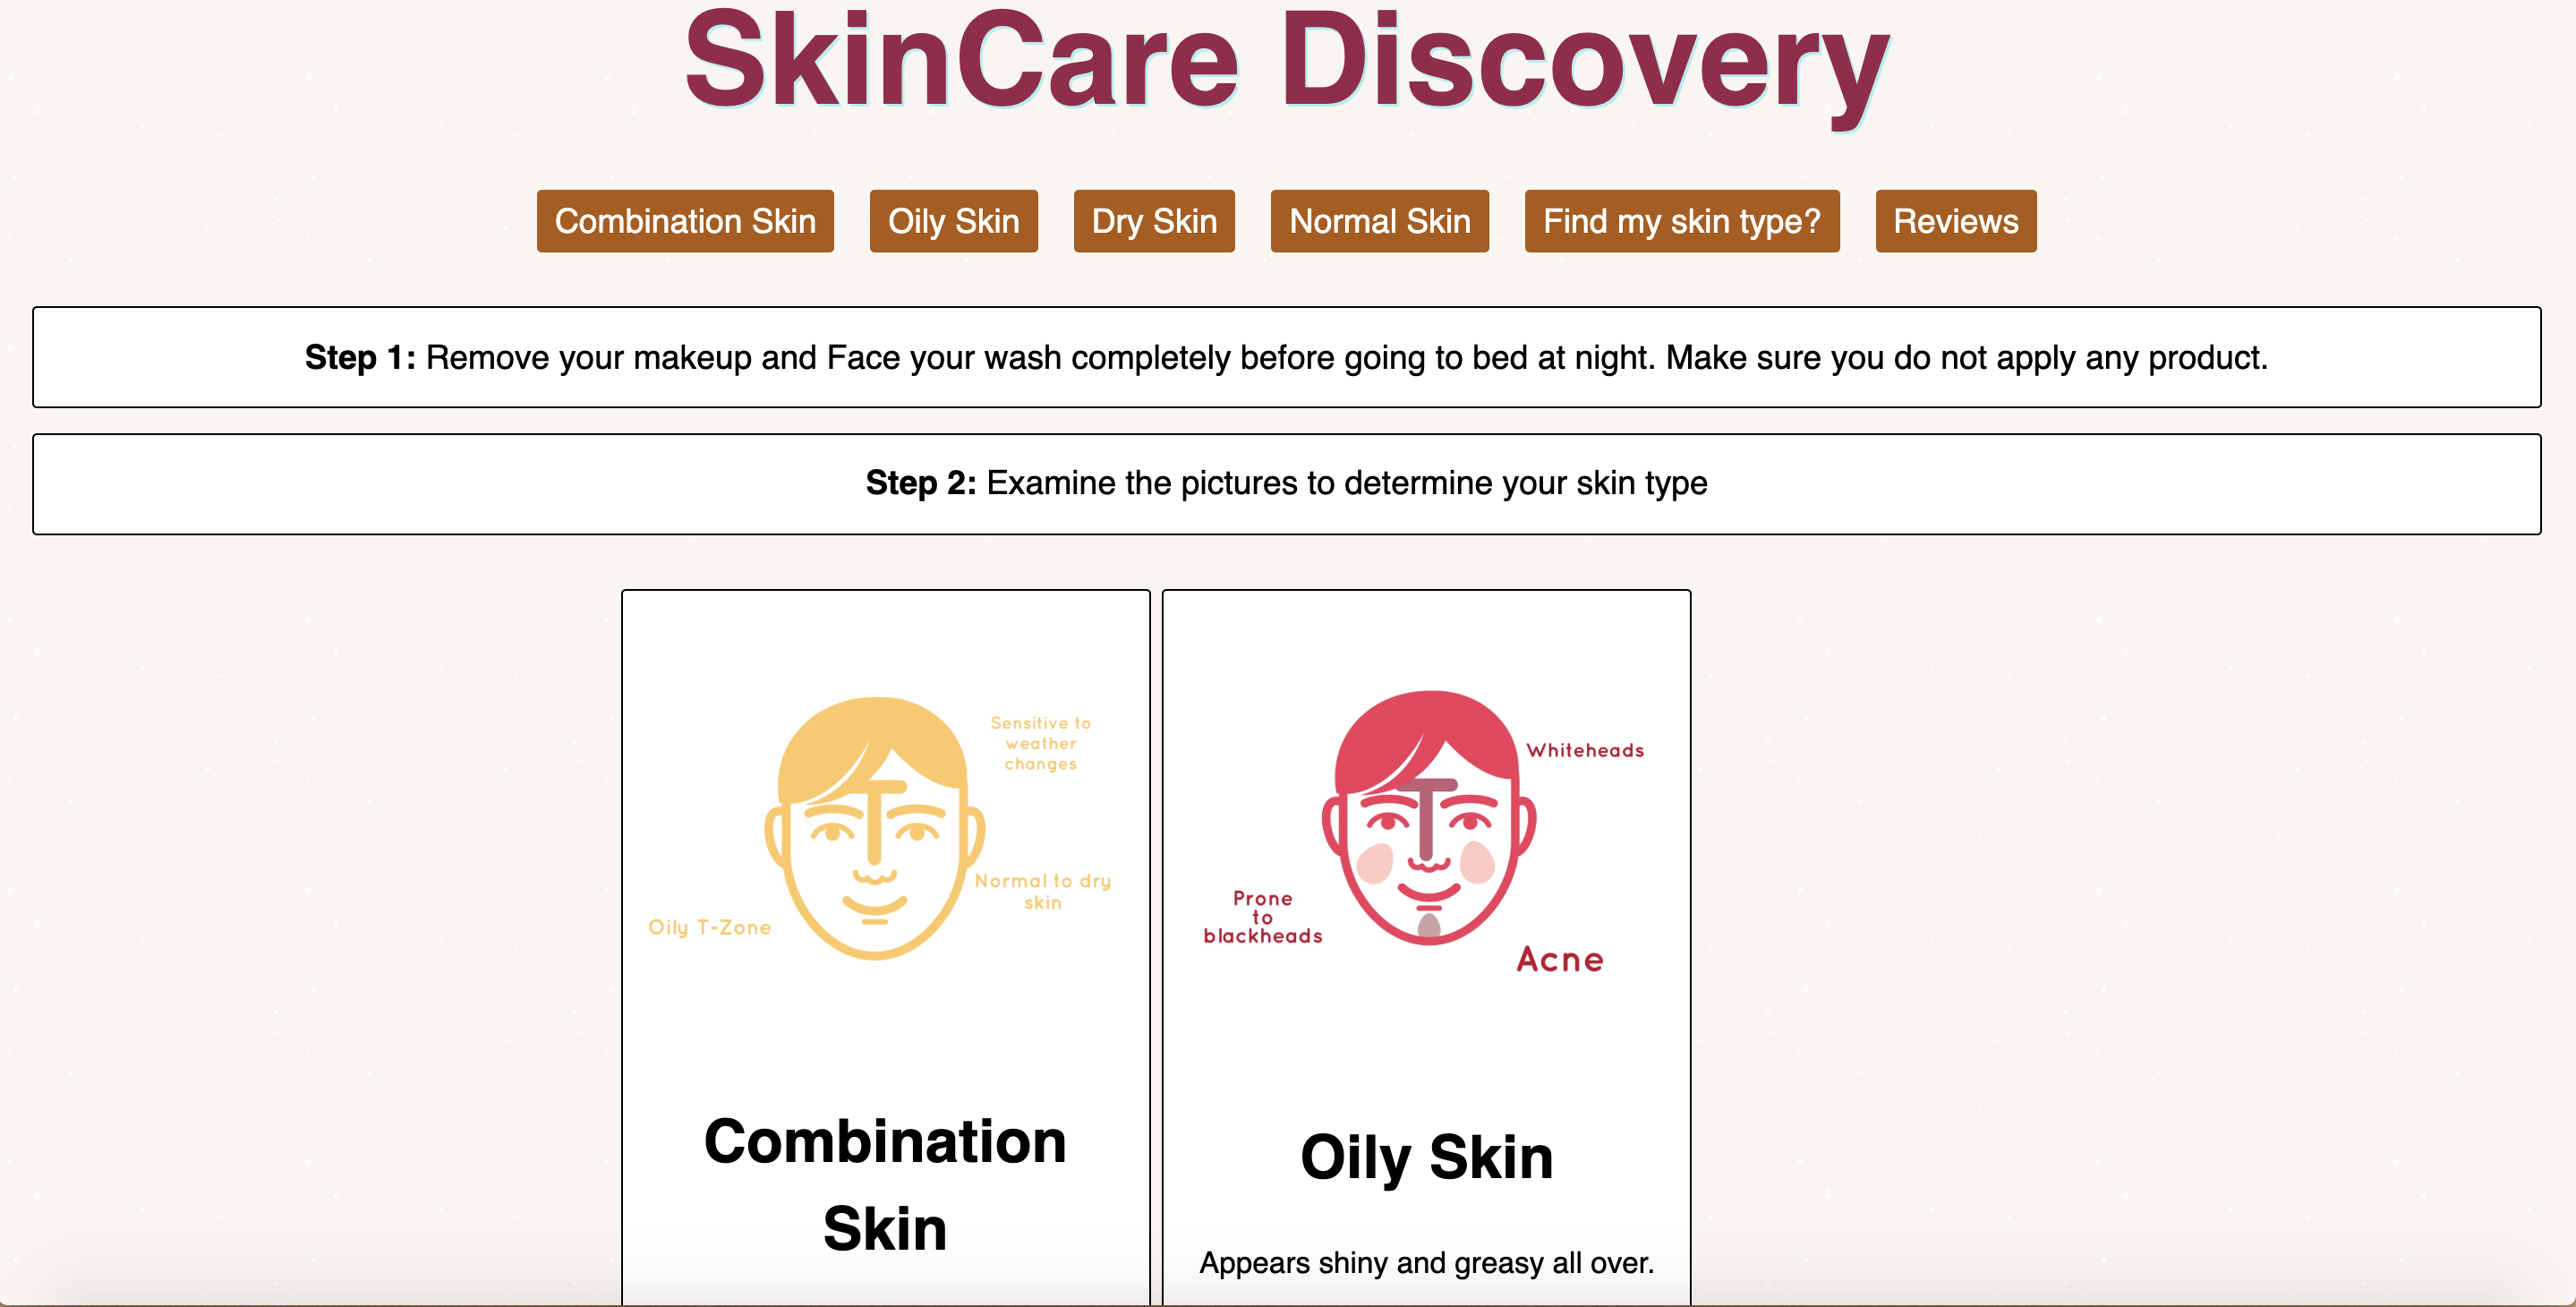 SkinCare Discovery
Combination Skin
Oily Skin
Dry Skin
Normal Skin
Find my skin type?
Reviews
Step 1: Remove your makeup and Face your wash completely before going to bed at night. Make sure you do not apply any product.
Step 2: Examine the pictures to determine your skin type
Sensitive to
weather
changes
Normal to dry
skin
Oily T-Zone
Combination
Skin
Whiteheads
Prone
to
blackheads
Acne
Oily Skin
Appears shiny and greasy all over.